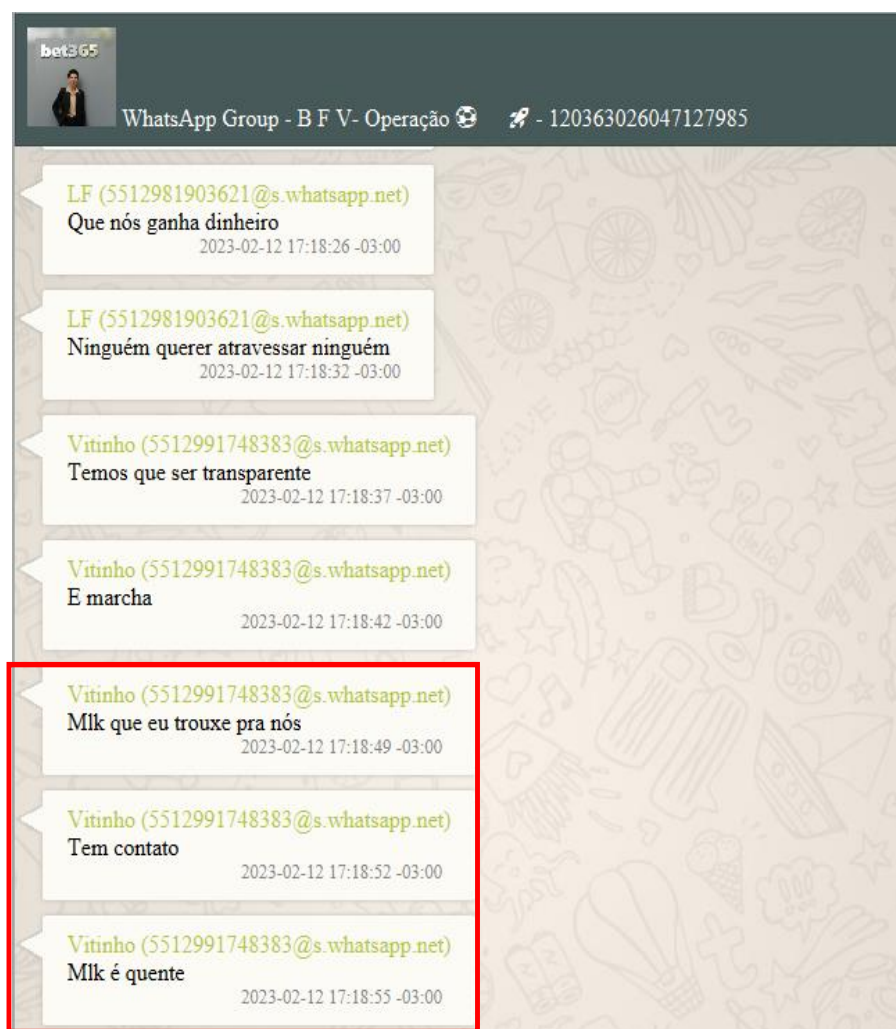 bet365
WhatsApp Group - B F V- Operação ⚽ 🚀 - 120363026047127985
LF (5512981903621@s.whatsapp.net)
Que nós ganha dinheiro
2023-02-12 17:18:26 -03:00
LF (5512981903621@s.whatsapp.net)
Ninguém querer atravessar ninguém
2023-02-12 17:18:32 -03:00
Vitinho (5512991748383@s.whatsapp.net)
Temos que ser transparente
2023-02-12 17:18:37 -03:00
Vitinho (5512991748383@s.whatsapp.net)
E marcha
2023-02-12 17:18:42 -03:00
Vitinho (5512991748383@s.whatsapp.net)
Mlk que eu trouxe pra nós
2023-02-12 17:18:49 -03:00
Vitinho (5512991748383@s.whatsapp.net)
Tem contato
2023-02-12 17:18:52 -03:00
Vitinho (5512991748383@s.whatsapp.net)
Mlk é quente
2023-02-12 17:18:55 -03:00